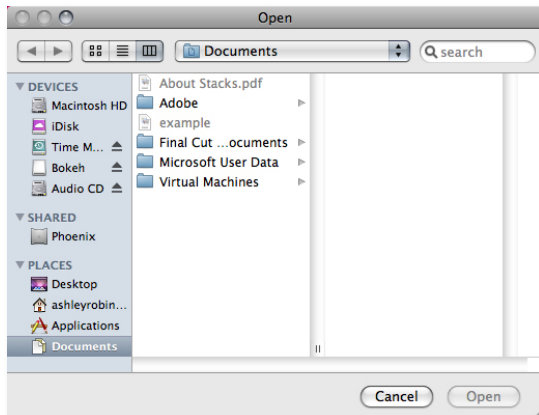 Open
Documents
search
DEVICES
Macintosh HD
iDisk
Time M...
Bokeh
Audio CD
SHARED
Phoenix
PLACES
Desktop
ashleyrobin...
Applications
Documents
About Stacks.pdf
Adobe
example
Final Cut ...ocuments
Microsoft User Data
Virtual Machines
Cancel
Open